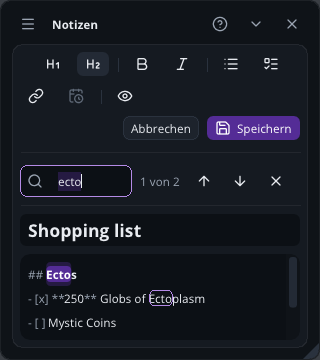 Notizen
H1 H2 B I
Abbrechen Speichern
ecto 1 von 2
Shopping list
## Ectos
- [x] **250** Globs of Ectoplasm
- [ ] Mystic Coins